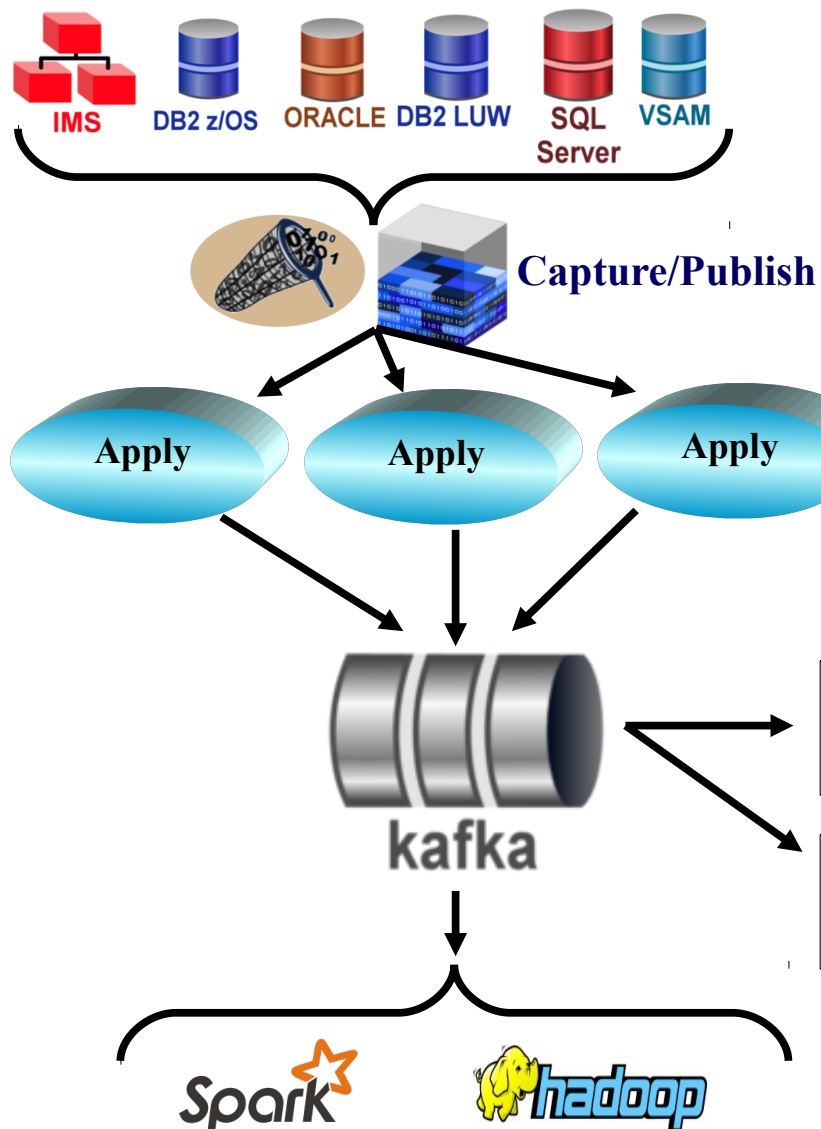 IMS
DB2 z/OS
ORACLE
DB2 LUW
SQL
Server
VSAM
Capture/Publish
Apply
Apply
Apply
kafka
Spark
hadoop